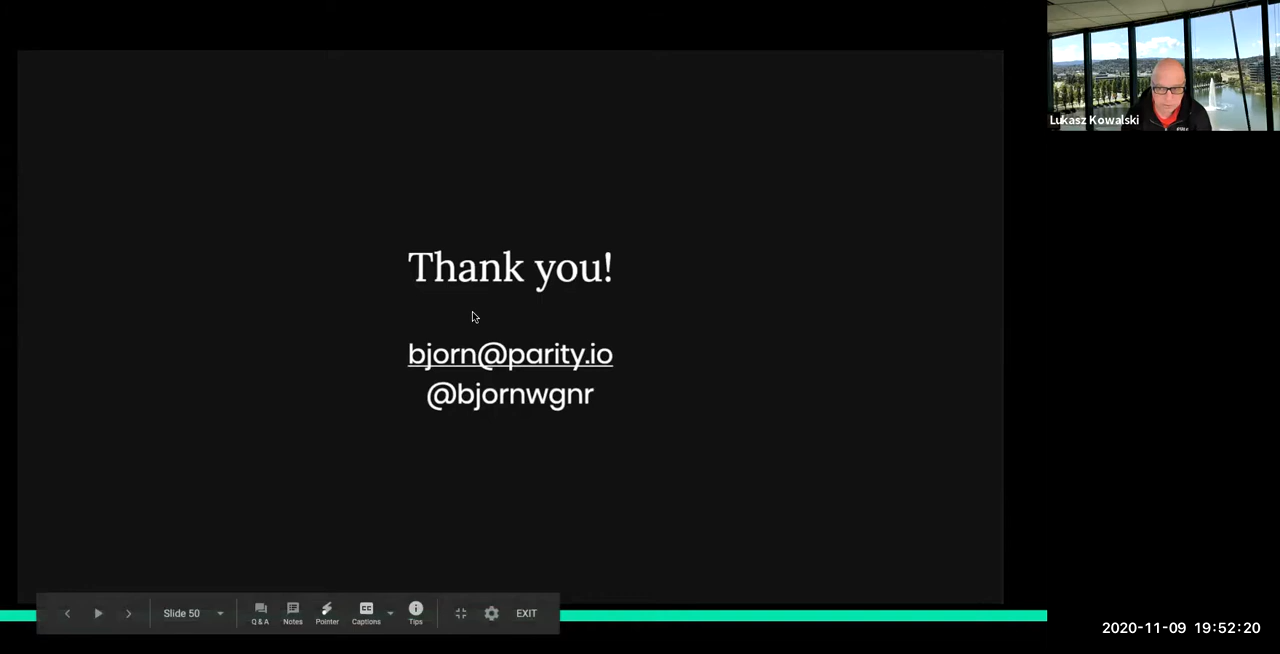 Thank you!
bjorn@parity.io
@bjornwgnr
Lukasz Kowalski
Slide 50
Q & A
Notes
Pointer
CC
Captions
Tips
EXIT
2020-11-09 19:52:20